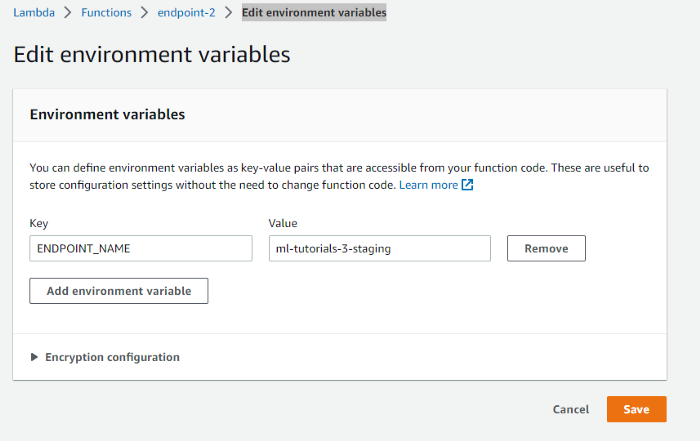 Lambda > Functions > endpoint-2 > Edit environment variables
Edit environment variables
Environment variables
You can define environment variables as key-value pairs that are accessible from your function code. These are useful to
store configuration settings without the need to change function code. Learn more
Key Value
ENDPOINT_NAME ml-tutorials-3-staging Remove
Add environment variable
Encryption configuration
Cancel Save